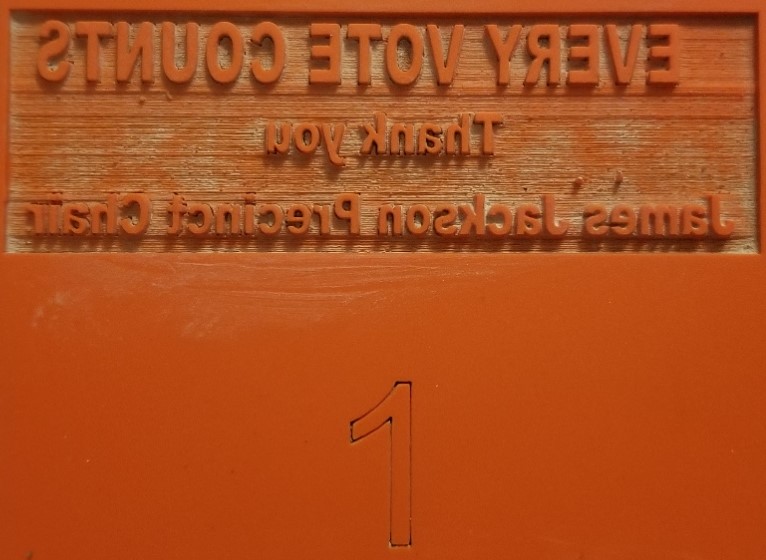 EVERY VOTE COUNTS
Thank you
James Jackson Precinct Chair
1